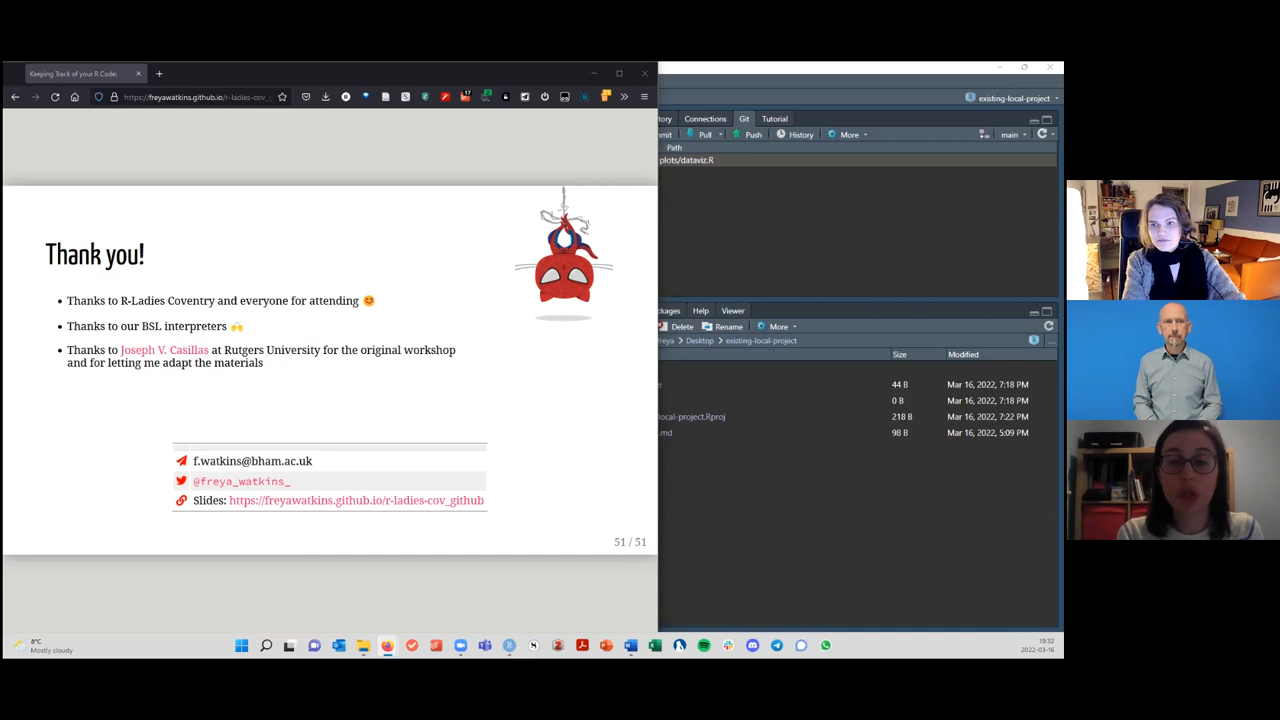 Keeping Track of your R Code:
https://freyawatkins.github.io/r-ladies-cov_
17
existing-local-project
Connections
Git
Tutorial
Pull
Push
History
More
main
Path
plots/dataviz.R
Thank you!
Thanks to R-Ladies Coventry and everyone for attending 😊
Thanks to our BSL interpreters 🙌
Thanks to Joseph V. Casillas at Rutgers University for the original workshop
and for letting me adapt the materials
f.watkins@bham.ac.uk
@freya_watkins_
Slides: https://freyawatkins.github.io/r-ladies-cov_github
51 / 51
Help
Viewer
Delete
Rename
More
Desktop
existing-local-project
Size
Modified
44 B
Mar 16, 2022, 7:18 PM
0 B
Mar 16, 2022, 7:18 PM
local-project.Rproj
218 B
Mar 16, 2022, 7:22 PM
.md
98 B
Mar 16, 2022, 5:09 PM
8°C
Mostly cloudy
19:32
2022-03-16